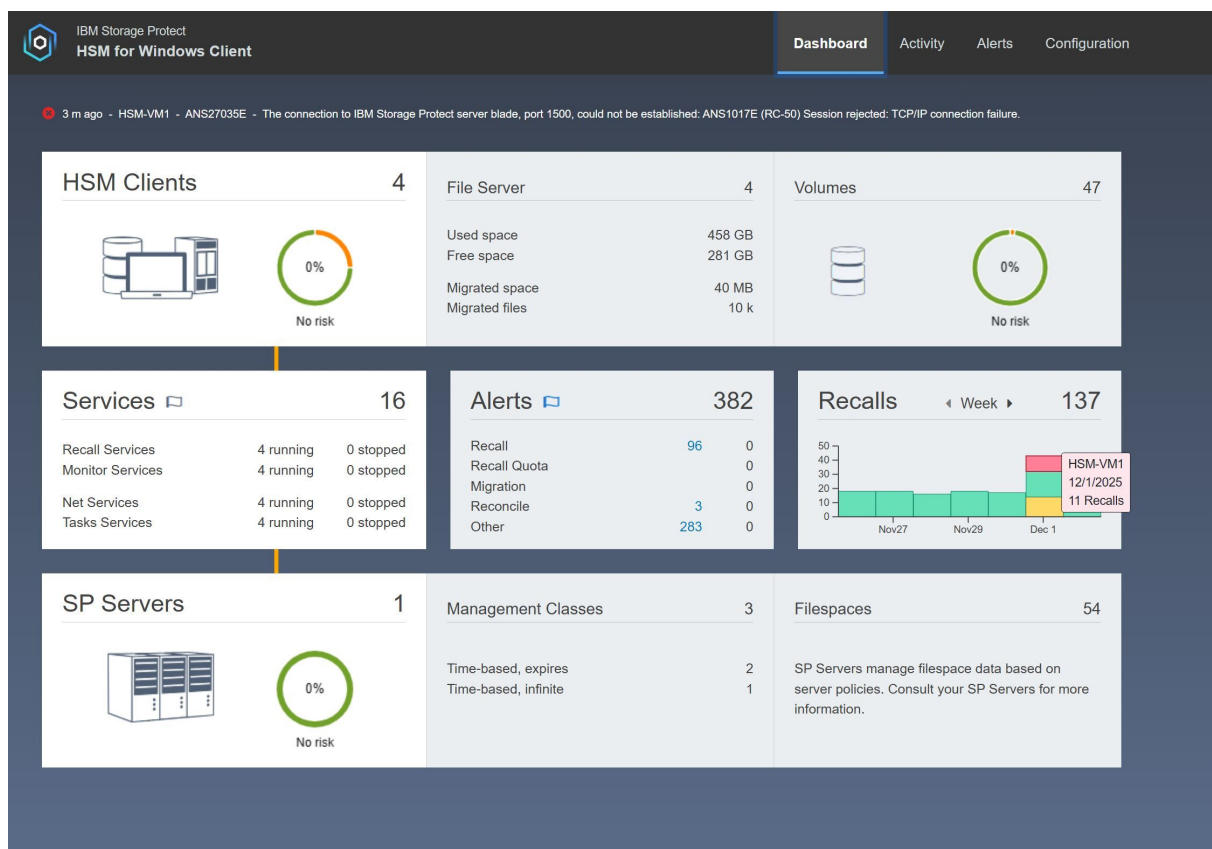 IBM Storage Protect
HSM for Windows Client
Dashboard Activity Alerts Configuration
3 m ago - HSM-VM1 - ANS27035E - The connection to IBM Storage Protect server blade, port 1500, could not be established: ANS1017E (RC-50) Session rejected: TCP/IP connection failure.
HSM Clients 4
0%
No risk
File Server 4
Used space 458 GB
Free space 281 GB
Migrated space 40 MB
Migrated files 10 k
Volumes 47
0%
No risk
Services 16
Recall Services 4 running 0 stopped
Monitor Services 4 running 0 stopped
Net Services 4 running 0 stopped
Tasks Services 4 running 0 stopped
Alerts 382
Recall 96 0
Recall Quota 0
Migration 0
Reconcile 3 0
Other 283 0
Recalls Week 137
50
40
30
20
10
0
Nov27 Nov29 Dec 1
HSM-VM1
12/1/2025
11 Recalls
SP Servers 1
0%
No risk
Management Classes 3
Time-based, expires 2
Time-based, infinite 1
Filespaces 54
SP Servers manage filespace data based on
server policies. Consult your SP Servers for more
information.